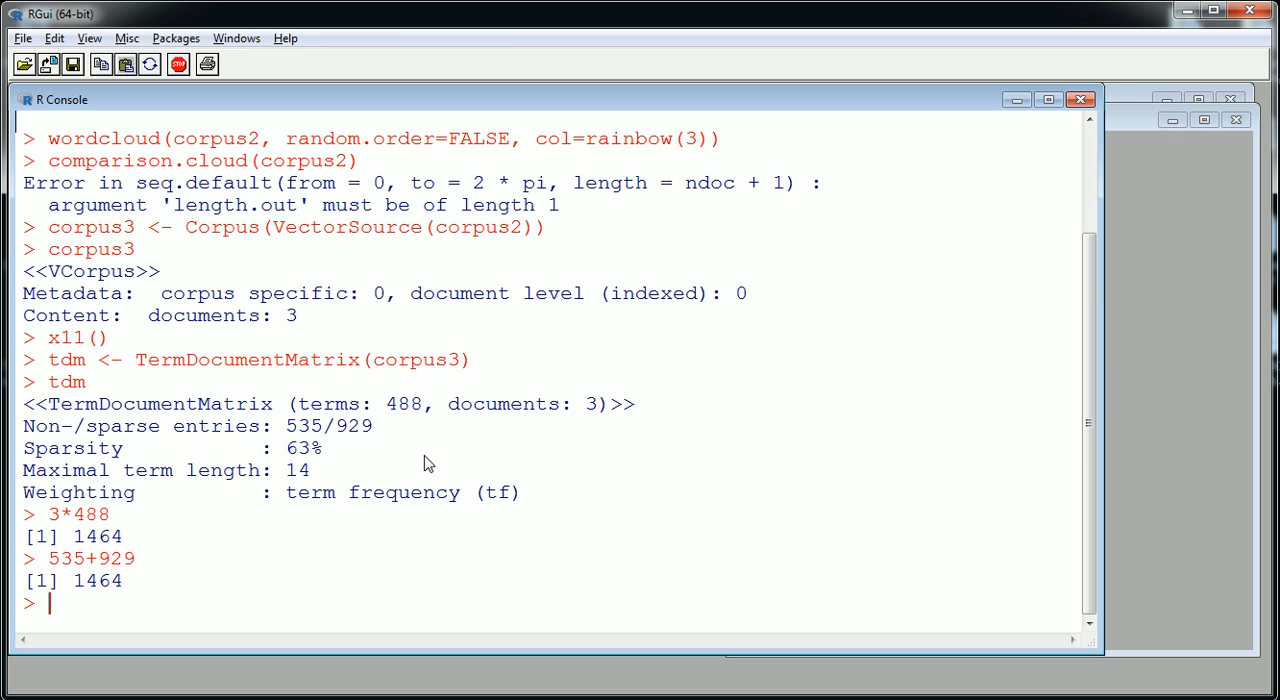 RGui (64-bit)
File Edit View Misc Packages Windows Help
STOP
R Console
> wordcloud(corpus2, random.order=FALSE, col=rainbow(3))
> comparison.cloud(corpus2)
Error in seq.default(from = 0, to = 2 * pi, length = ndoc + 1) :
  argument 'length.out' must be of length 1
> corpus3 <- Corpus(VectorSource(corpus2))
> corpus3
<<VCorpus>>
Metadata:  corpus specific: 0, document level (indexed): 0
Content:  documents: 3
> x11()
> tdm <- TermDocumentMatrix(corpus3)
> tdm
<<TermDocumentMatrix (terms: 488, documents: 3)>>
Non-/sparse entries: 535/929
Sparsity           : 63%
Maximal term length: 14
Weighting          : term frequency (tf)
> 3*488
[1] 1464
> 535+929
[1] 1464
>